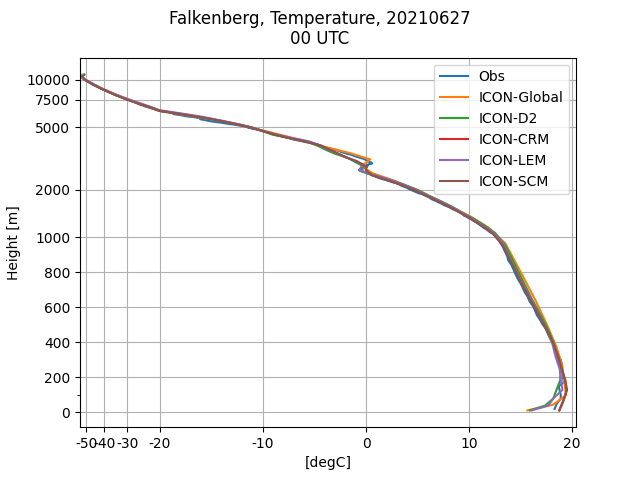 Falkenberg, Temperature, 20210627
00 UTC
Obs
ICON-Global
ICON-D2
ICON-CRM
ICON-LEM
ICON-SCM
10000
7500
5000
2000
1000
800
600
400
200
0
Height [m]
-50 -40 -30 -20 -10 0 10 20
[degC]